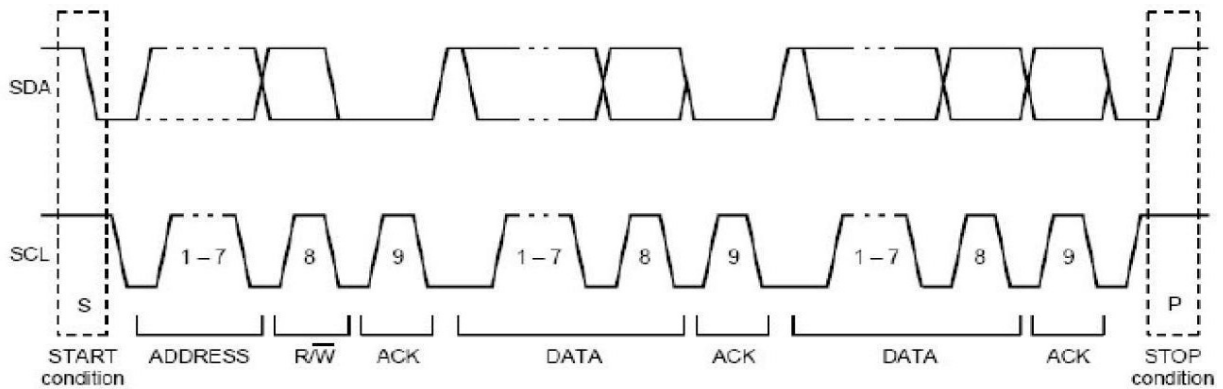 SDA
SCL
1 – 7
8
9
1 – 7
8
9
1 – 7
8
9
S
P
START
condition
ADDRESS
R/W̅
ACK
DATA
ACK
DATA
ACK
STOP
condition